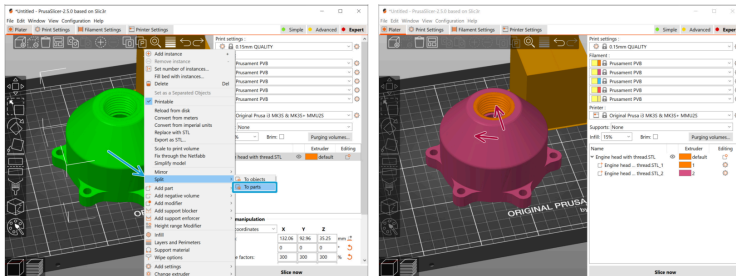 *Untitled - PrusaSlicer-2.5.0 based on Slic3r
File Edit Window View Configuration Help
Plater Print Settings Filament Settings Printer Settings
Simple Advanced Expert
Add instance
Remove instance
Set number of instances...
Fill bed with instances...
Delete Del
Set as a Separated Objects
Printable
Reload from disk
Convert from meters
Convert from imperial units
Replace with STL
Export as STL...
Scale to print volume
Fix through the Netfabb
Simplify model
Mirror
Split
To objects
To parts
Add part
Add negative volume
Add modifier
Add support blocker
Add support enforcer
Height range Modifier
Infill
Layers and Perimeters
Support material
Wipe options
Add settings
Change extruder
Print settings :
0.15mm QUALITY
Prusament PVB
Prusament PVB
Prusament PVB
Prusament PVB
Prusament PVB
Original Prusa i3 MK3S & MK3S+ MMU2S
None
% Brim: Purging volumes...
Extruder Editing
head with thread.STL default
manipulation
oordinates X Y Z
132.06 92.96 35.25 mm
0 0 0 °
factors: 300 300 300 %
Slice now
*Untitled - PrusaSlicer-2.5.0 based on Slic3r
File Edit Window View Configuration Help
Plater Print Settings Filament Settings Printer Settings
Simple Advanced Expert
ORIGINAL PRUSA
by
Print settings :
0.15mm QUALITY
Filament :
Prusament PVB
Prusament PVB
Prusament PVB
Prusament PVB
Prusament PVB
Printer :
Original Prusa i3 MK3S & MK3S+ MMU2S
Supports: None
Infill: 15% Brim: Purging volumes...
Name Extruder Editing
Engine head with thread.STL default
Engine head ... thread.STL_1 1
Engine head ... thread.STL_2 2
Slice now